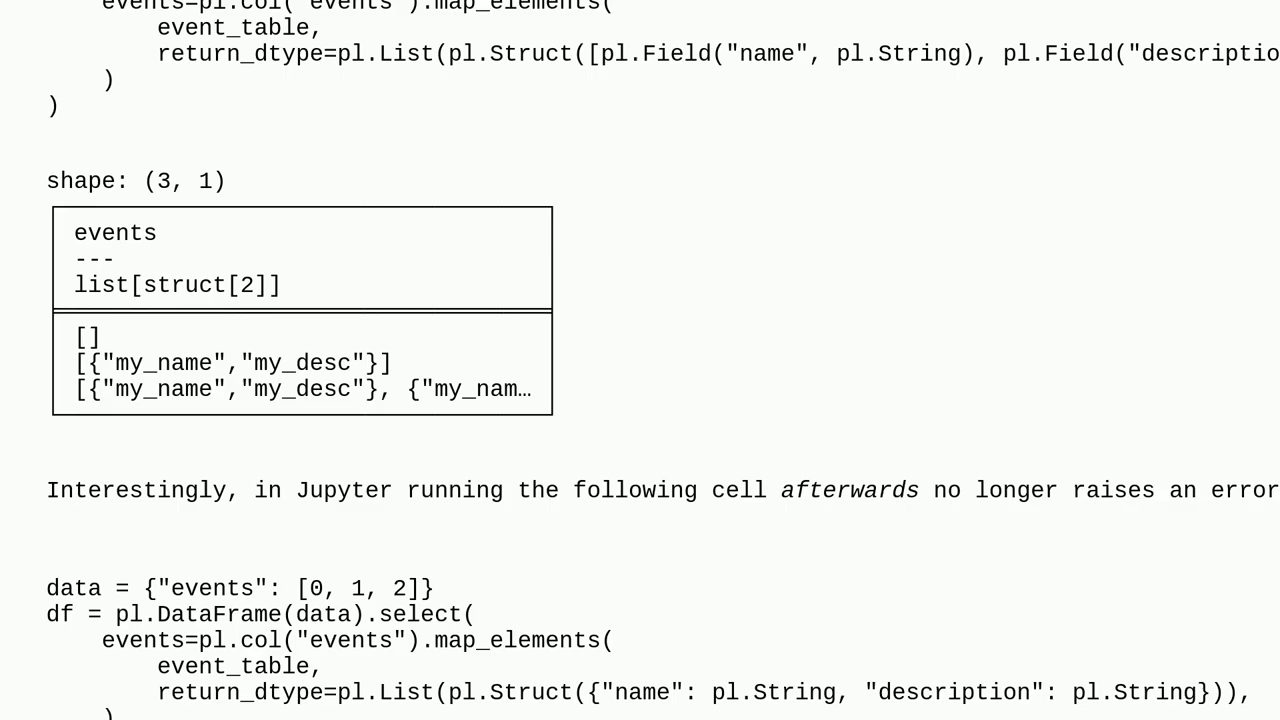 events=pl.col("events").map_elements(
event_table,
return_dtype=pl.List(pl.Struct([pl.Field("name", pl.String), pl.Field("descriptio
)
)
shape: (3, 1)
events
---
list[struct[2]]
[]
[{"my_name","my_desc"}]
[{"my_name","my_desc"}, {"my_nam…
Interestingly, in Jupyter running the following cell afterwards no longer raises an error
data = {"events": [0, 1, 2]}
df = pl.DataFrame(data).select(
events=pl.col("events").map_elements(
event_table,
return_dtype=pl.List(pl.Struct({"name": pl.String, "description": pl.String})),
)